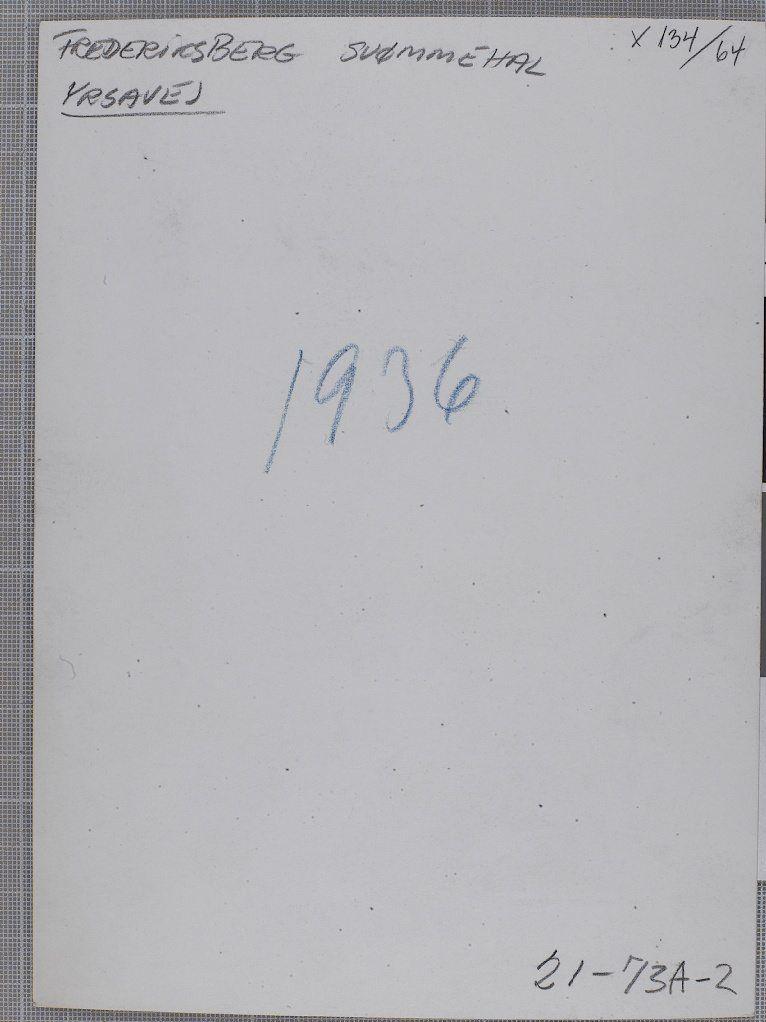 FREDERIKSBERG SVØMMEHAL
X 134/64
YRSAVEJ
1936
21-73A-2